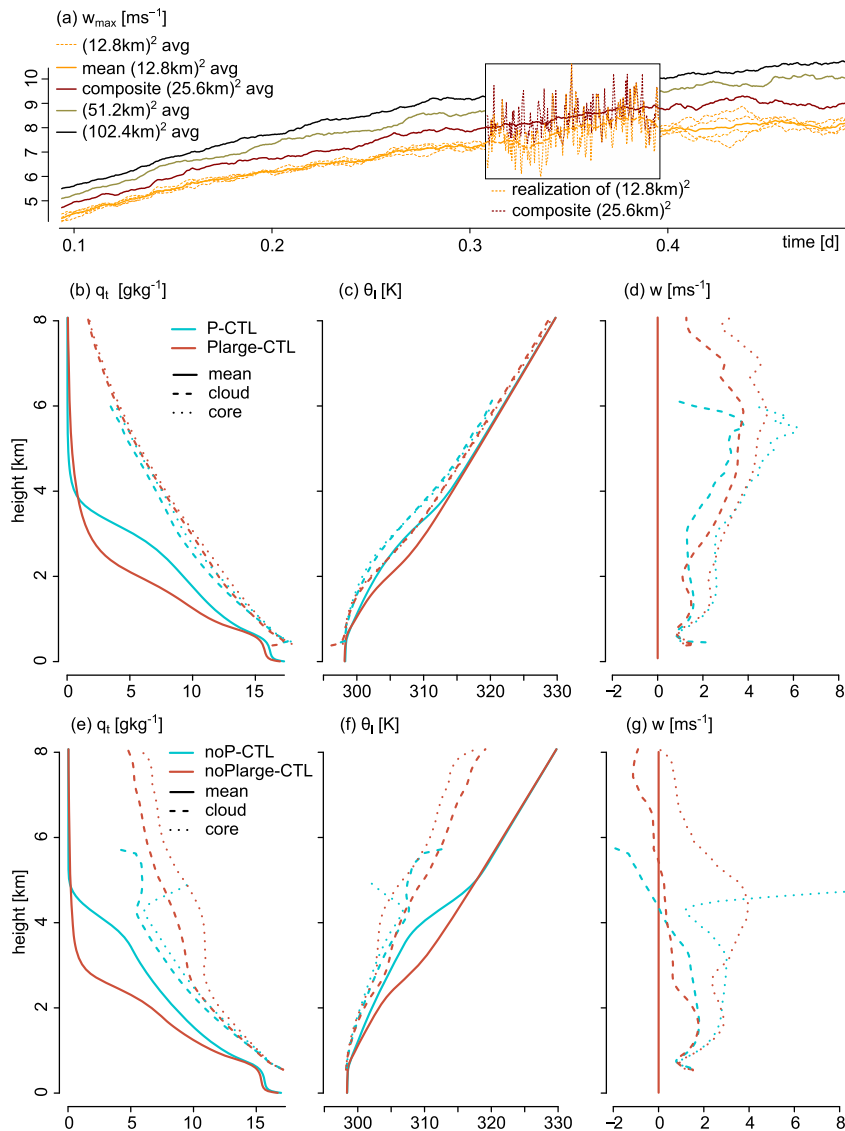 (a) w_max [ms⁻¹]
(12.8km)² avg
mean (12.8km)² avg
composite (25.6km)² avg
(51.2km)² avg
(102.4km)² avg
10
9
8
7
6
5
realization of (12.8km)²
composite (25.6km)²
0.1 0.2 0.3 0.4 time [d]
(b) q_t [gkg⁻¹] (c) θ_l [K] (d) w [ms⁻¹]
P-CTL
Plarge-CTL
mean
cloud
core
height [km]
8
6
4
2
0
0 5 10 15 300 310 320 330 −2 0 2 4 6 8
(e) q_t [gkg⁻¹] (f) θ_l [K] (g) w [ms⁻¹]
noP-CTL
noPlarge-CTL
mean
cloud
core
height [km]
8
6
4
2
0
0 5 10 15 300 310 320 330 −2 0 2 4 6 8